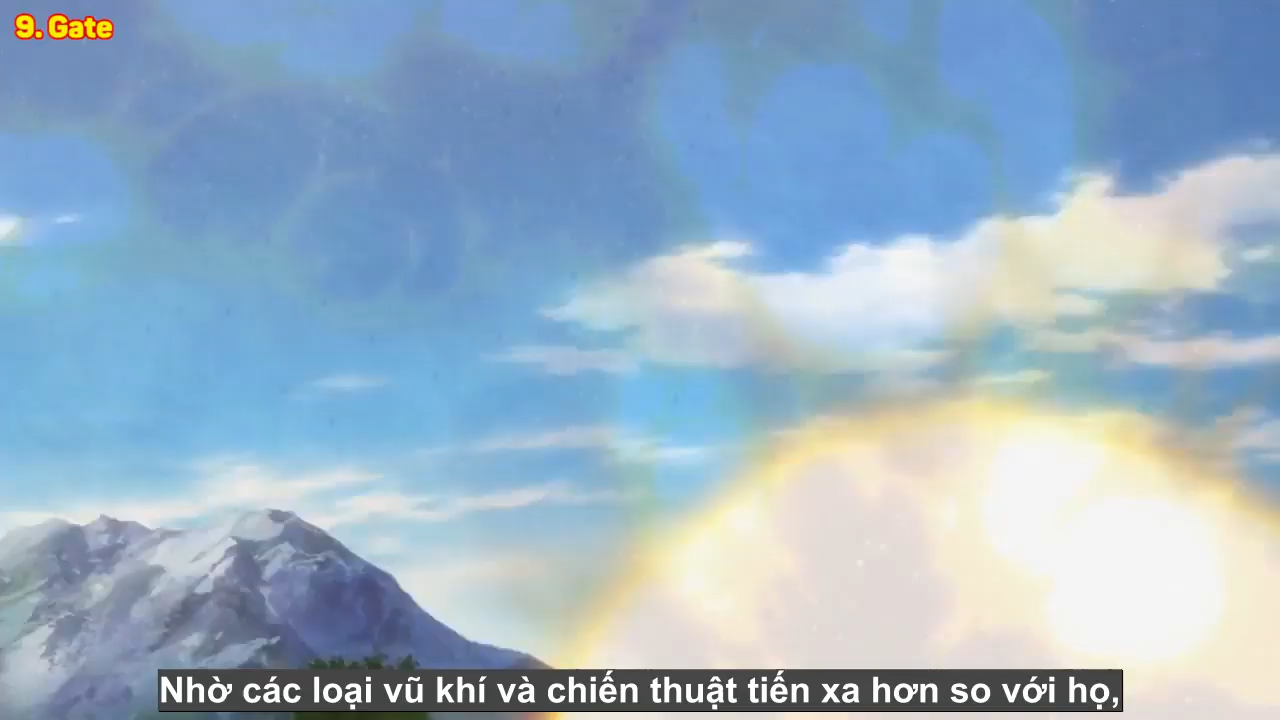 9. Gate
Nhờ các loại vũ khí và chiến thuật tiến xa hơn so với họ,